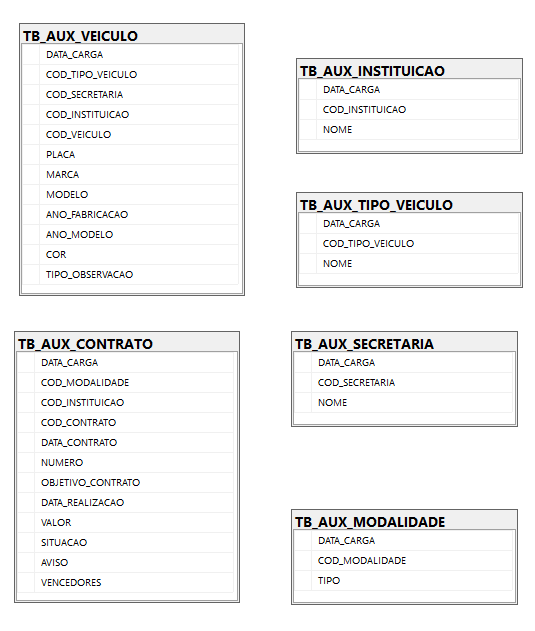 TB_AUX_VEICULO
DATA_CARGA
COD_TIPO_VEICULO
COD_SECRETARIA
COD_INSTITUICAO
COD_VEICULO
PLACA
MARCA
MODELO
ANO_FABRICACAO
ANO_MODELO
COR
TIPO_OBSERVACAO
TB_AUX_INSTITUICAO
DATA_CARGA
COD_INSTITUICAO
NOME
TB_AUX_TIPO_VEICULO
DATA_CARGA
COD_TIPO_VEICULO
NOME
TB_AUX_CONTRATO
DATA_CARGA
COD_MODALIDADE
COD_INSTITUICAO
COD_CONTRATO
DATA_CONTRATO
NUMERO
OBJETIVO_CONTRATO
DATA_REALIZACAO
VALOR
SITUACAO
AVISO
VENCEDORES
TB_AUX_SECRETARIA
DATA_CARGA
COD_SECRETARIA
NOME
TB_AUX_MODALIDADE
DATA_CARGA
COD_MODALIDADE
TIPO